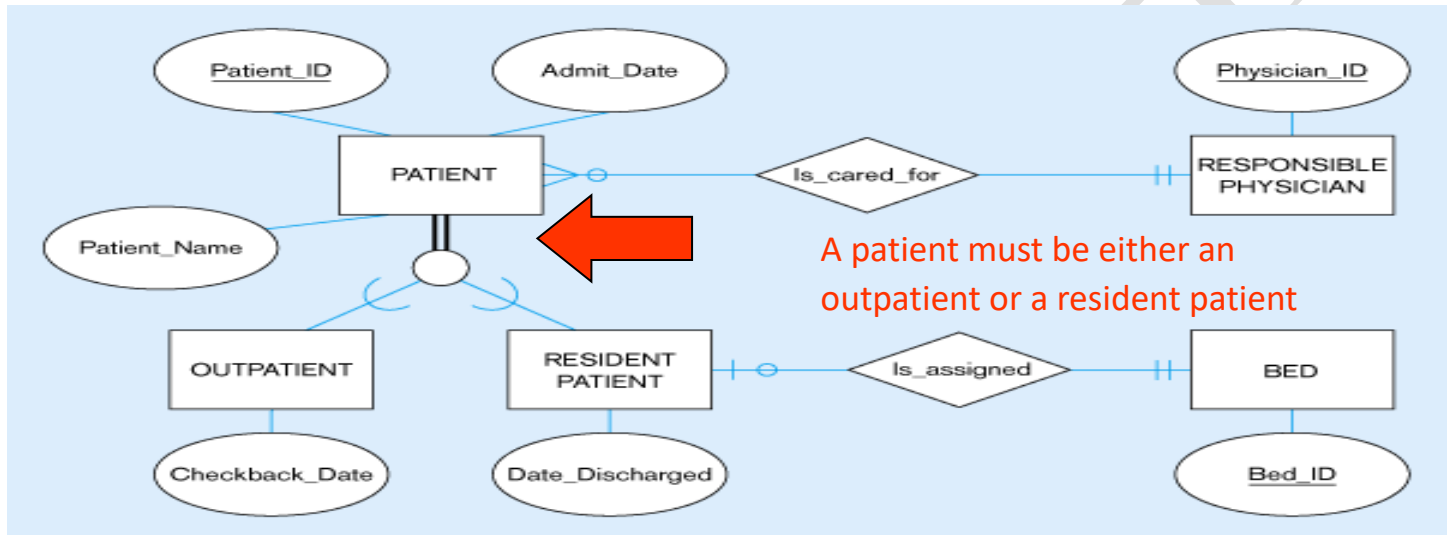 Patient_ID
Admit_Date
Physician_ID
PATIENT
Is_cared_for
RESPONSIBLE
PHYSICIAN
Patient_Name
A patient must be either an
outpatient or a resident patient
OUTPATIENT
RESIDENT
PATIENT
Is_assigned
BED
Checkback_Date
Date_Discharged
Bed_ID